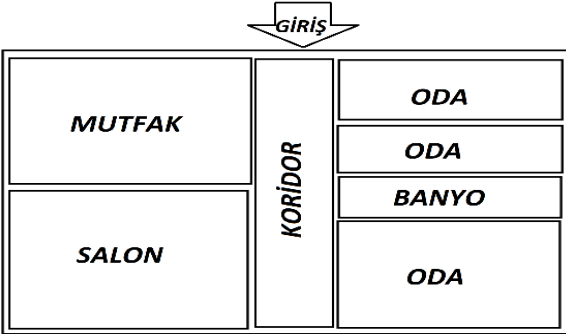 GİRİŞ
MUTFAK
SALON
KORİDOR
ODA
ODA
BANYO
ODA